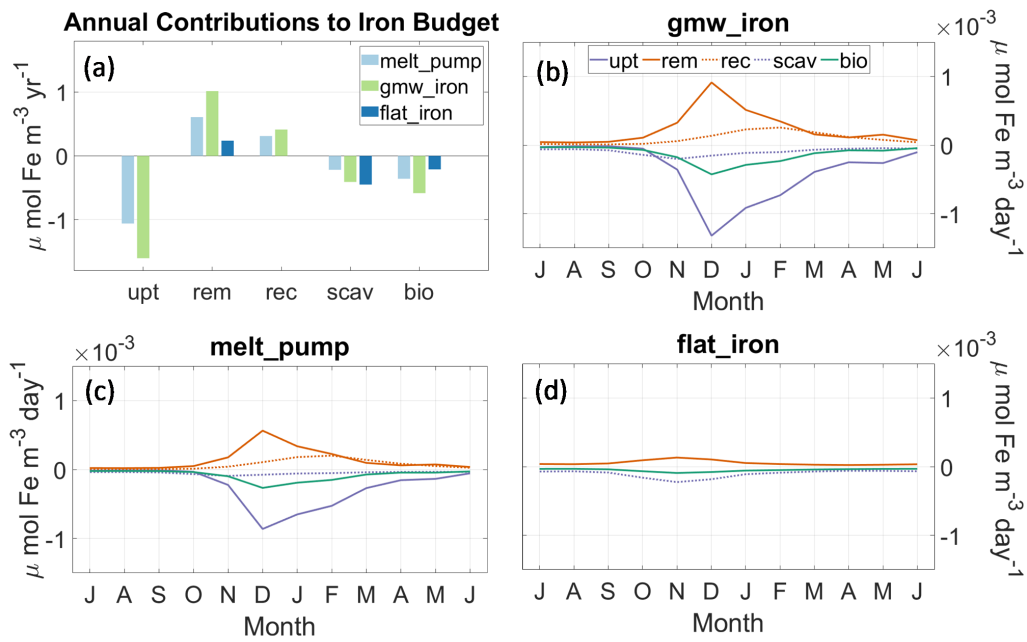 Annual Contributions to Iron Budget
(a)
melt_pump
gmw_iron
flat_iron
μ mol Fe m-3 yr-1
1
0
-1
upt rem rec scav bio
gmw_iron
×10-3
(b)
upt rem rec scav bio
1
0
-1
μ mol Fe m-3 day-1
J A S O N D J F M A M J
Month
melt_pump
×10-3
(c)
μ mol Fe m-3 day-1
1
0
-1
J A S O N D J F M A M J
Month
flat_iron
×10-3
(d)
1
0
-1
μ mol Fe m-3 day-1
J A S O N D J F M A M J
Month